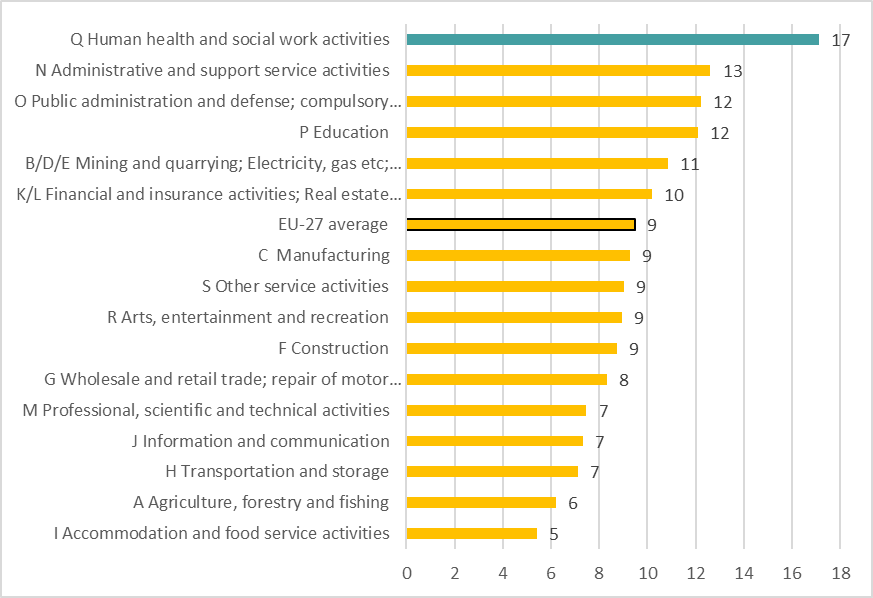 Q Human health and social work activities 17
N Administrative and support service activities 13
O Public administration and defense; compulsory... 12
P Education 12
B/D/E Mining and quarrying; Electricity, gas etc;... 11
K/L Financial and insurance activities; Real estate... 10
EU-27 average 9
C  Manufacturing 9
S Other service activities 9
R Arts, entertainment and recreation 9
F Construction 9
G Wholesale and retail trade; repair of motor... 8
M Professional, scientific and technical activities 7
J Information and communication 7
H Transportation and storage 7
A Agriculture, forestry and fishing 6
I Accommodation and food service activities 5
0 2 4 6 8 10 12 14 16 18